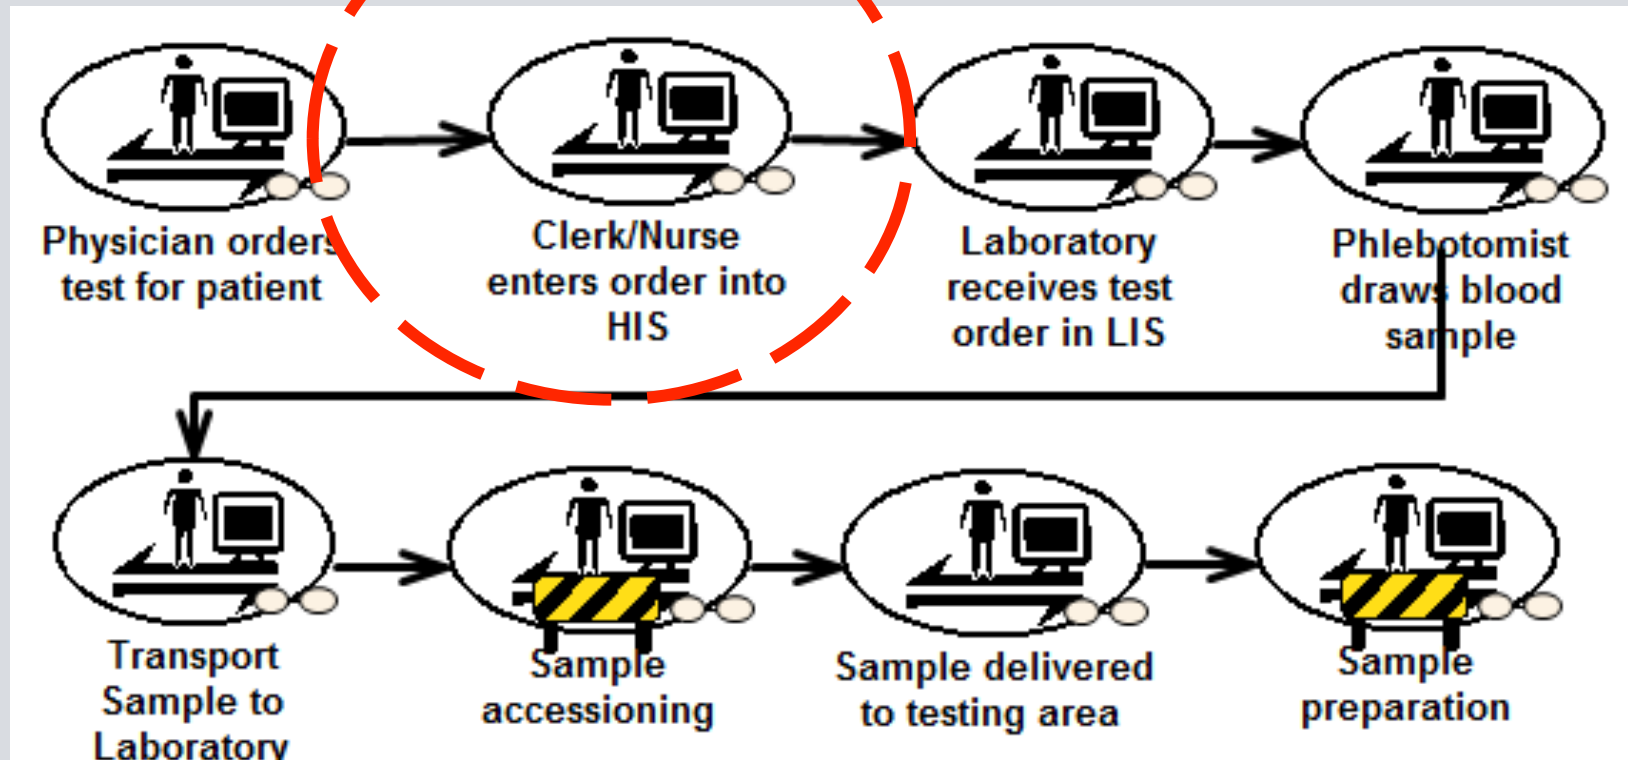 Physician orders
test for patient
Clerk/Nurse
enters order into
HIS
Laboratory
receives test
order in LIS
Phlebotomist
draws blood
sample
Transport
Sample to
Laboratory
Sample
accessioning
Sample delivered
to testing area
Sample
preparation